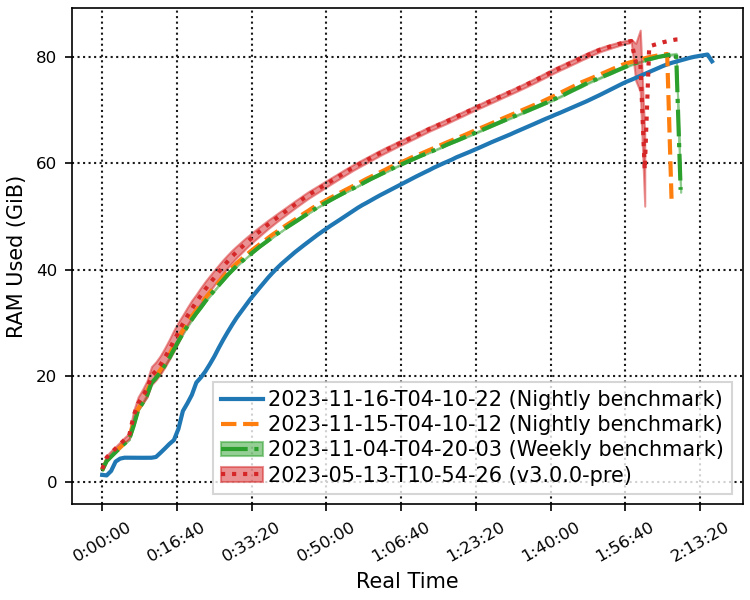 80
60
40
20
0
RAM Used (GiB)
2023-11-16-T04-10-22 (Nightly benchmark)
2023-11-15-T04-10-12 (Nightly benchmark)
2023-11-04-T04-20-03 (Weekly benchmark)
2023-05-13-T10-54-26 (v3.0.0-pre)
0:00:00 0:16:40 0:33:20 0:50:00 1:06:40 1:23:20 1:40:00 1:56:40 2:13:20
Real Time